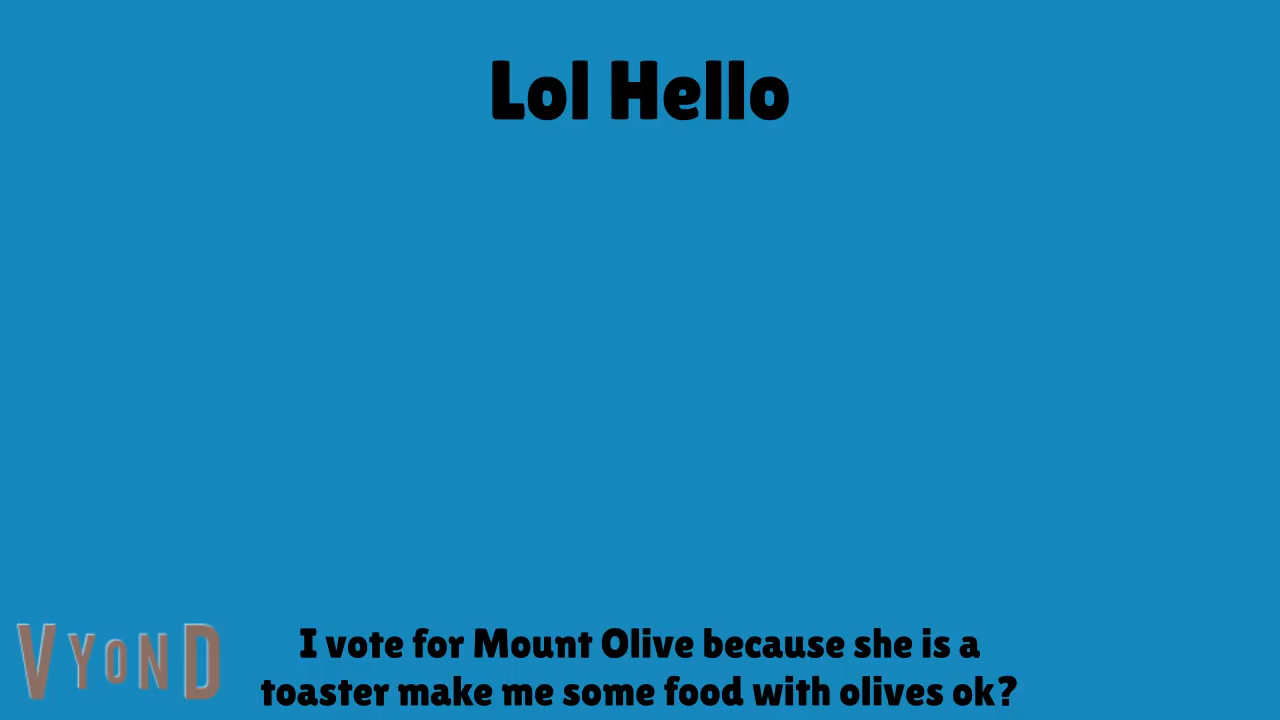 Lol Hello
I vote for Mount Olive because she is a
toaster make me some food with olives ok?
VYOND